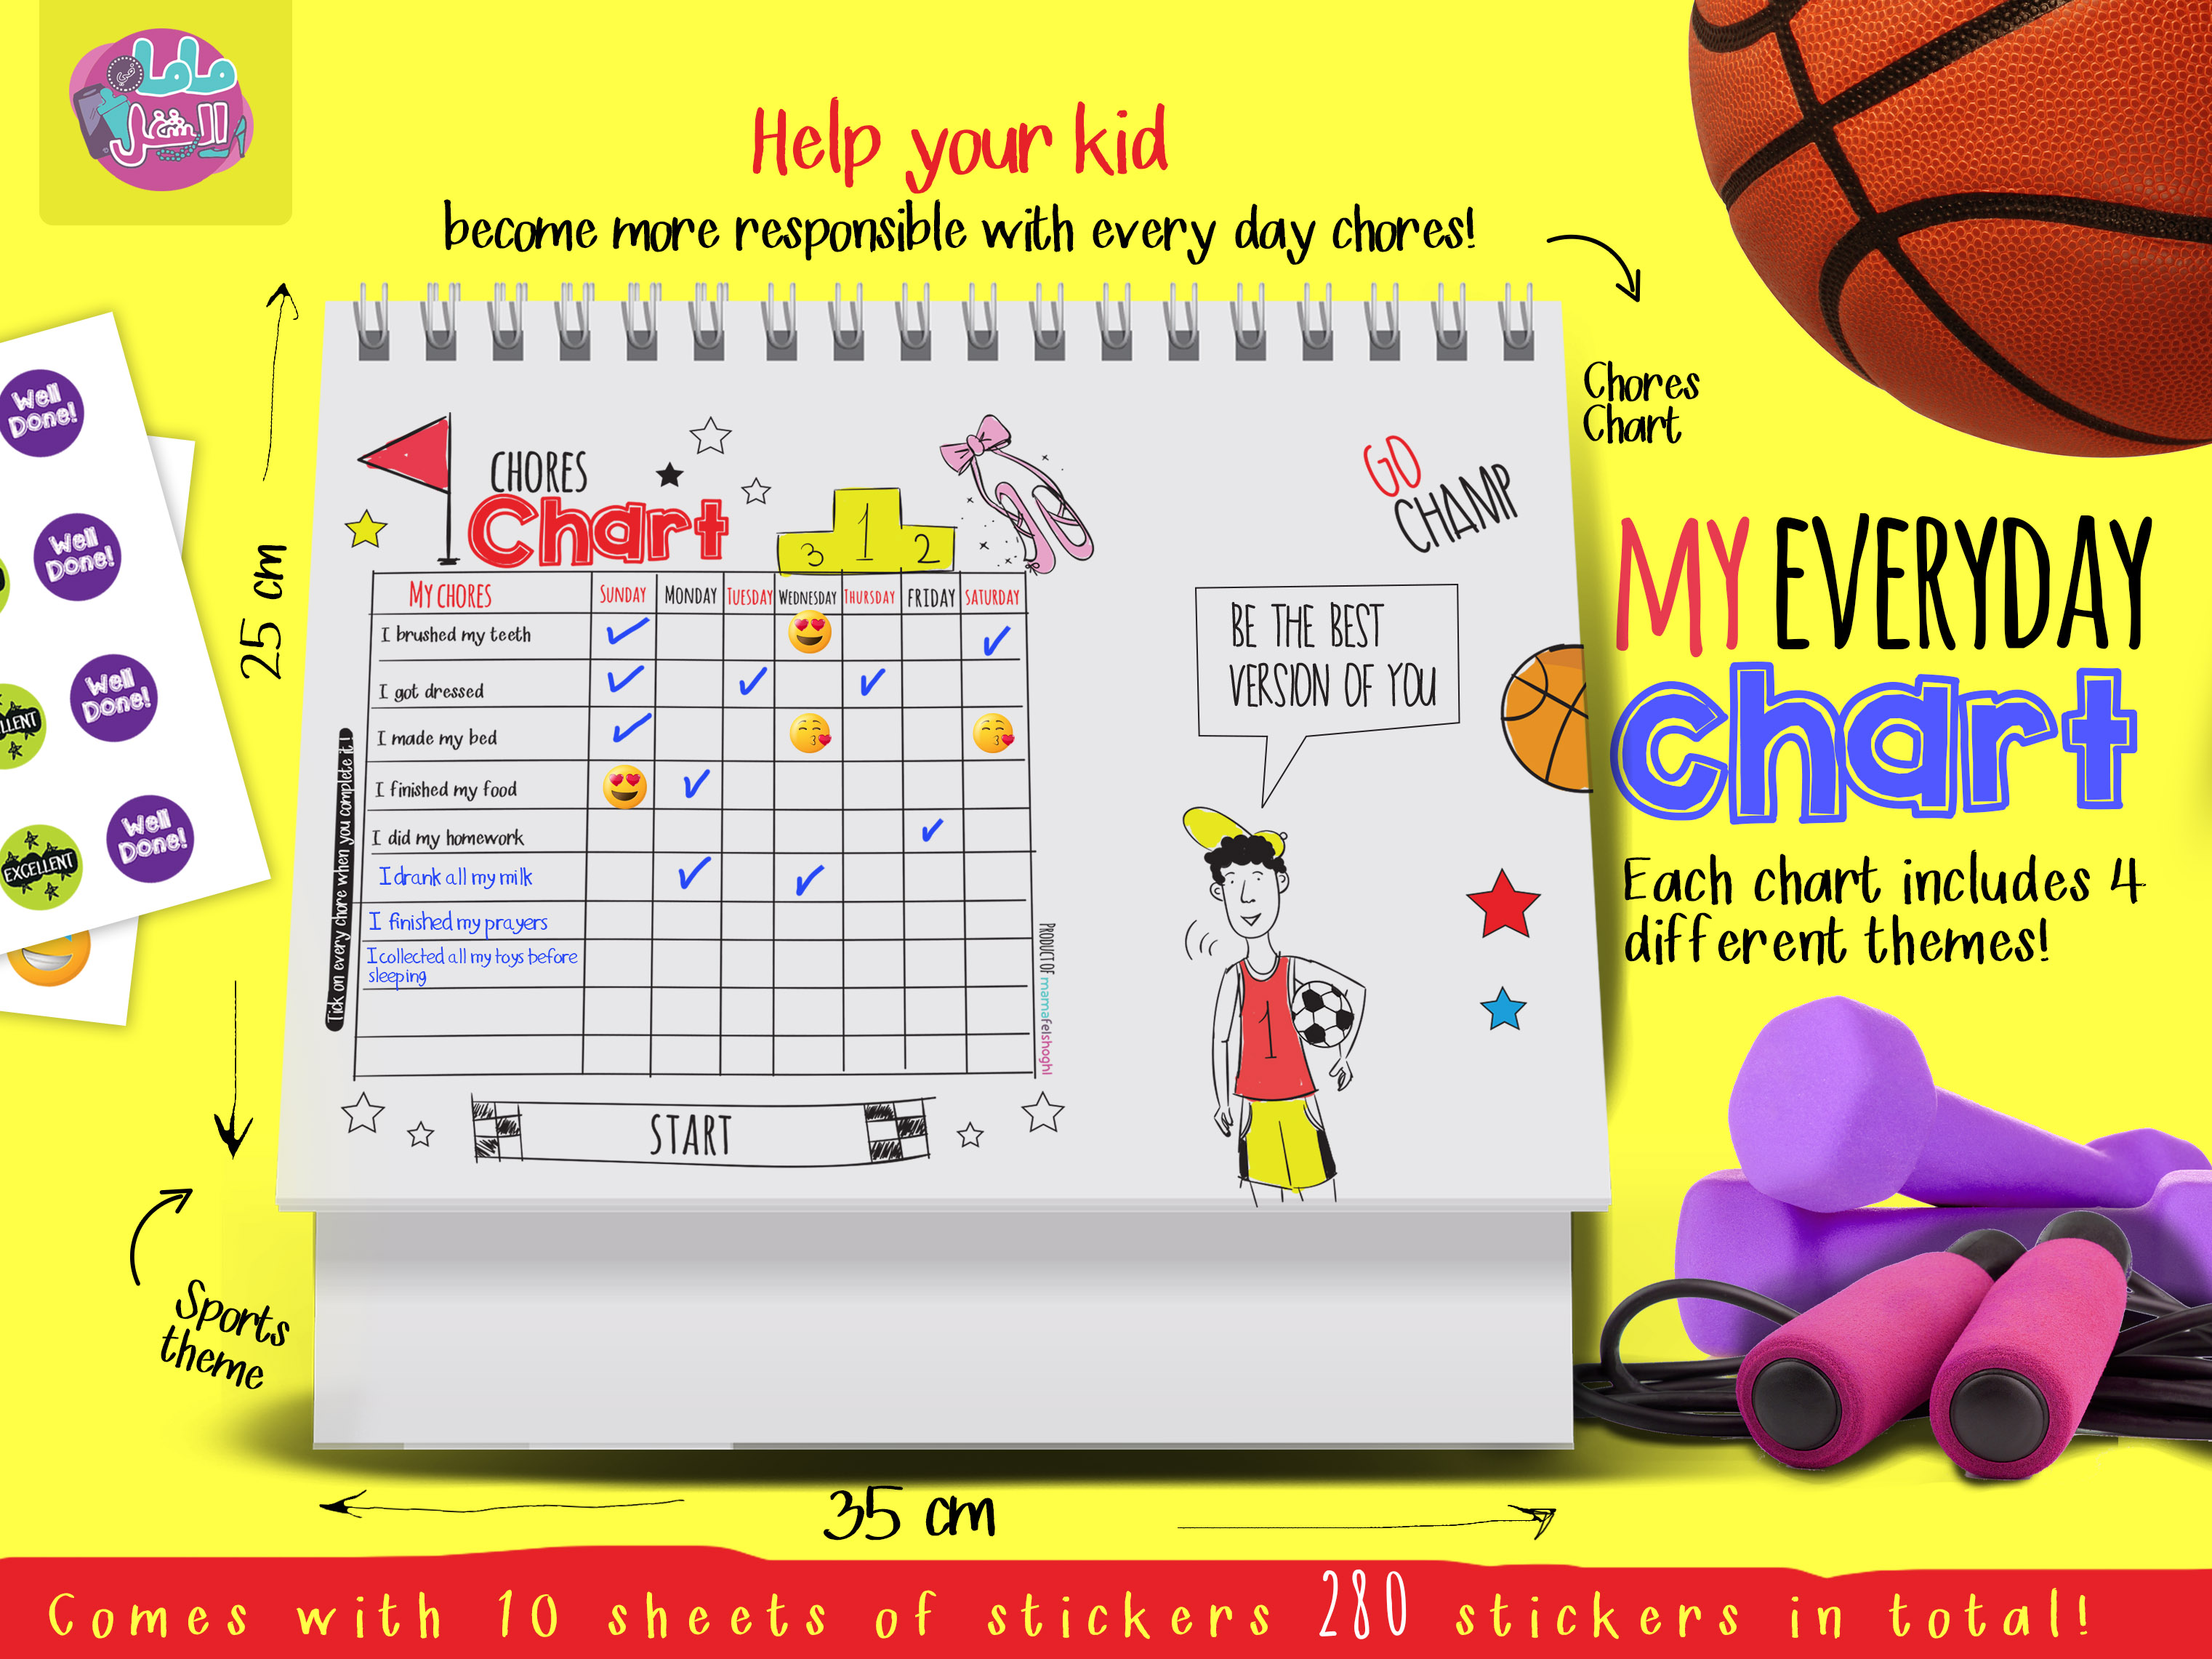 ماما
في
الشغل
Help your kid
become more responsible with every day chores!
Chores
Chart
25 cm
Well
Done!
Well
Done!
Well
Done!
LLENT
Well
Done!
EXCELLENT
CHORES
Chart
1
3
2
GO
CHAMP
MY CHORES SUNDAY MONDAY TUESDAY WEDNESDAY THURSDAY FRIDAY SATURDAY
I brushed my teeth
I got dressed
I made my bed
I finished my food
I did my homework
I drank all my milk
I finished my prayers
I collected all my toys before
sleeping
Tick on every chore when you complete it!
PRODUCT OF mamafelshoghl
START
BE THE BEST
VERSION OF YOU
1
MY EVERYDAY
Chart
Each chart includes 4
different themes!
Sports
theme
35 cm
Comes with 10 sheets of stickers 280 stickers in total!